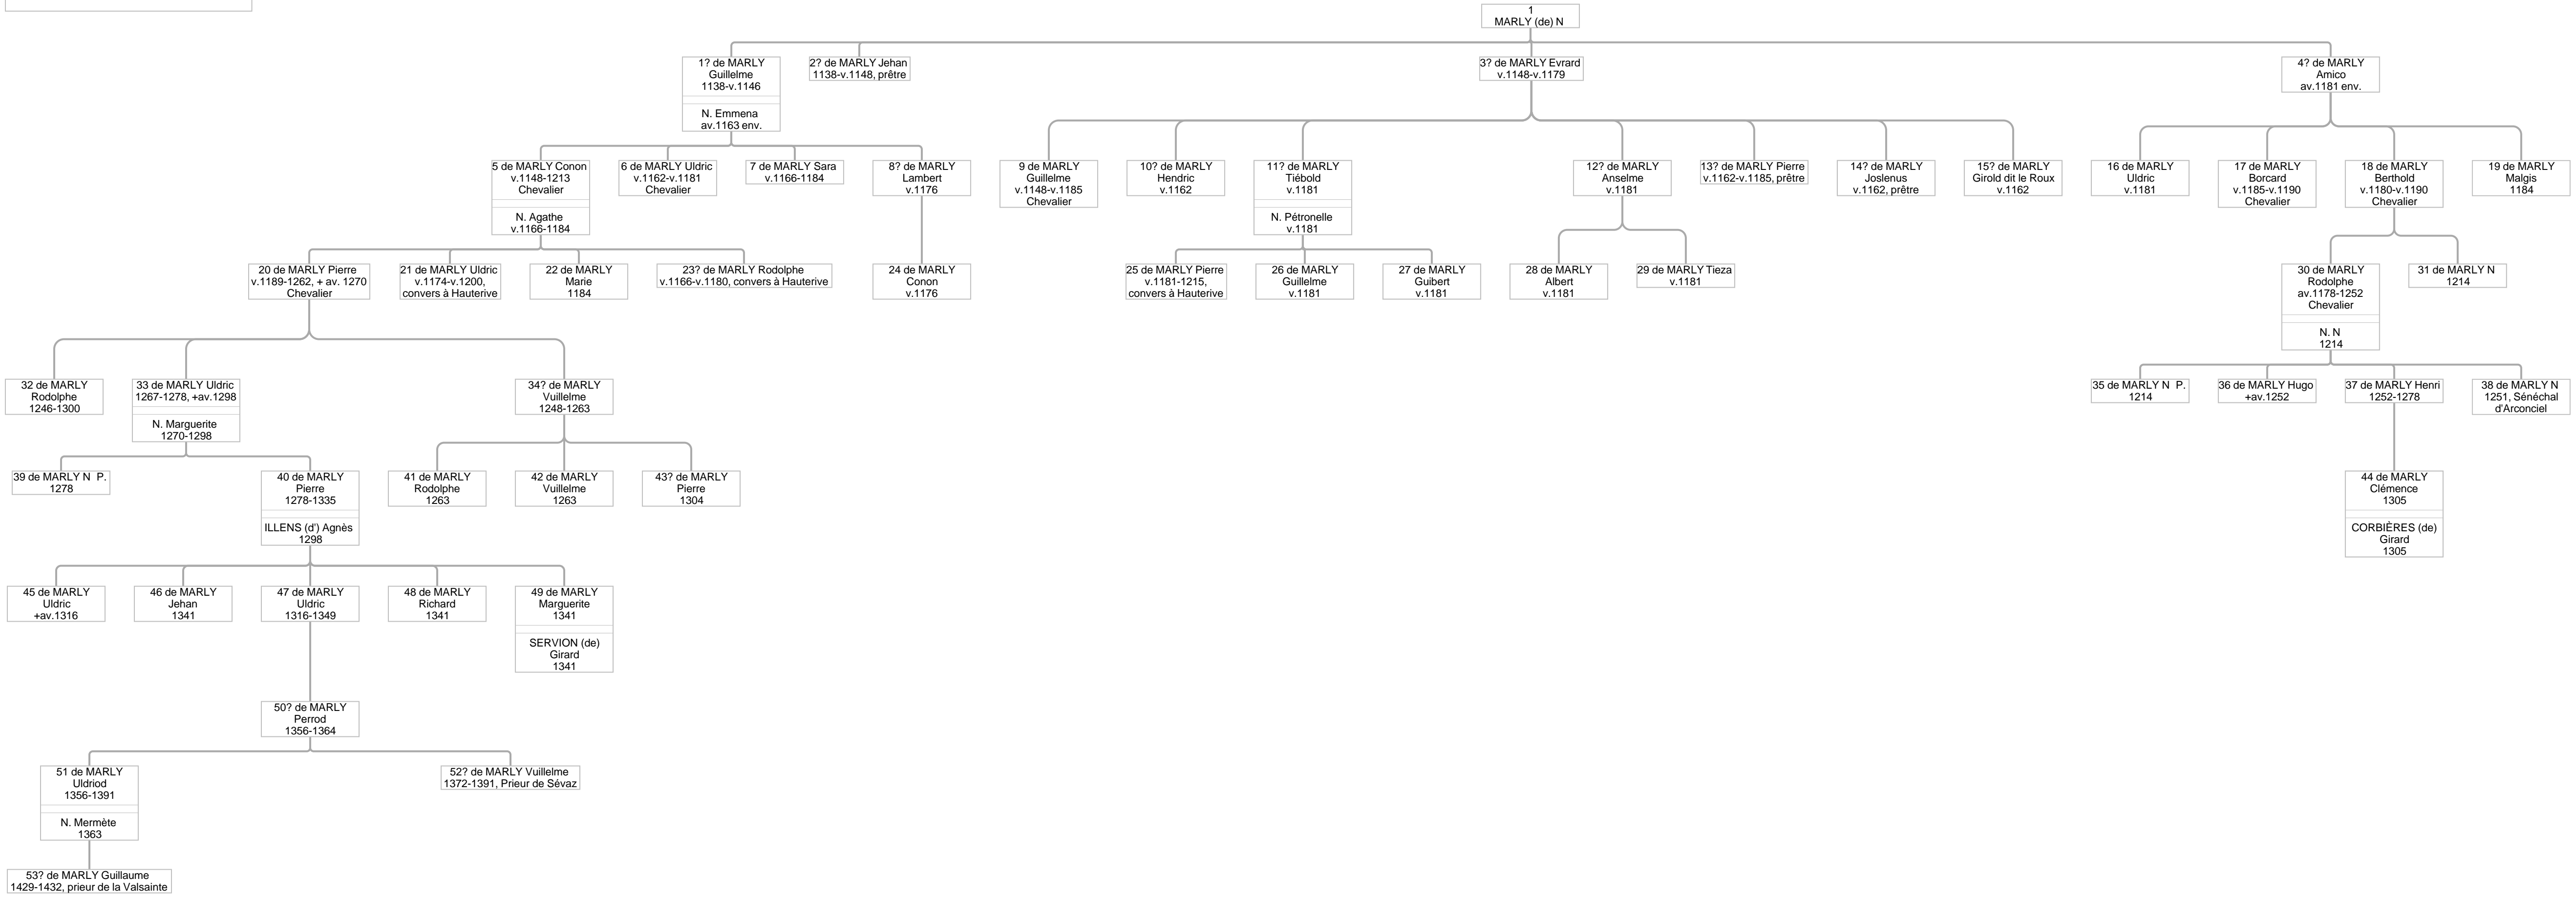 1
MARLY (de) N
1? de MARLY
Guillelme
1138-v.1146
N. Emmena
av.1163 env.
2? de MARLY Jehan
1138-v.1148, prêtre
3? de MARLY Evrard
v.1148-v.1179
4? de MARLY
Amico
av.1181 env.
5 de MARLY Conon
v.1148-1213
Chevalier
N. Agathe
v.1166-1184
6 de MARLY Uldric
v.1162-v.1181
Chevalier
7 de MARLY Sara
v.1166-1184
8? de MARLY
Lambert
v.1176
9 de MARLY
Guillelme
v.1148-v.1185
Chevalier
10? de MARLY
Hendric
v.1162
11? de MARLY
Tiébold
v.1181
N. Pétronelle
v.1181
12? de MARLY
Anselme
v.1181
13? de MARLY Pierre
v.1162-v.1185, prêtre
14? de MARLY
Joslenus
v.1162, prêtre
15? de MARLY
Girold dit le Roux
v.1162
16 de MARLY
Uldric
v.1181
17 de MARLY
Borcard
v.1185-v.1190
Chevalier
18 de MARLY
Berthold
v.1180-v.1190
Chevalier
19 de MARLY
Malgis
1184
20 de MARLY Pierre
v.1189-1262, + av. 1270
Chevalier
21 de MARLY Uldric
v.1174-v.1200,
convers à Hauterive
22 de MARLY
Marie
1184
23? de MARLY Rodolphe
v.1166-v.1180, convers à Hauterive
24 de MARLY
Conon
v.1176
25 de MARLY Pierre
v.1181-1215,
convers à Hauterive
26 de MARLY
Guillelme
v.1181
27 de MARLY
Guibert
v.1181
28 de MARLY
Albert
v.1181
29 de MARLY Tieza
v.1181
30 de MARLY
Rodolphe
av.1178-1252
Chevalier
N. N
1214
31 de MARLY N
1214
32 de MARLY
Rodolphe
1246-1300
33 de MARLY Uldric
1267-1278, +av.1298
N. Marguerite
1270-1298
34? de MARLY
Vuillelme
1248-1263
35 de MARLY N P.
1214
36 de MARLY Hugo
+av.1252
37 de MARLY Henri
1252-1278
38 de MARLY N
1251, Sénéchal
d'Arconciel
39 de MARLY N P.
1278
40 de MARLY
Pierre
1278-1335
ILLENS (d') Agnès
1298
41 de MARLY
Rodolphe
1263
42 de MARLY
Vuillelme
1263
43? de MARLY
Pierre
1304
44 de MARLY
Clémence
1305
CORBIÈRES (de)
Girard
1305
45 de MARLY
Uldric
+av.1316
46 de MARLY
Jehan
1341
47 de MARLY
Uldric
1316-1349
48 de MARLY
Richard
1341
49 de MARLY
Marguerite
1341
SERVION (de)
Girard
1341
50? de MARLY
Perrod
1356-1364
51 de MARLY
Uldriod
1356-1391
N. Mermète
1363
52? de MARLY Vuillelme
1372-1391, Prieur de Sévaz
53? de MARLY Guillaume
1429-1432, prieur de la Valsainte